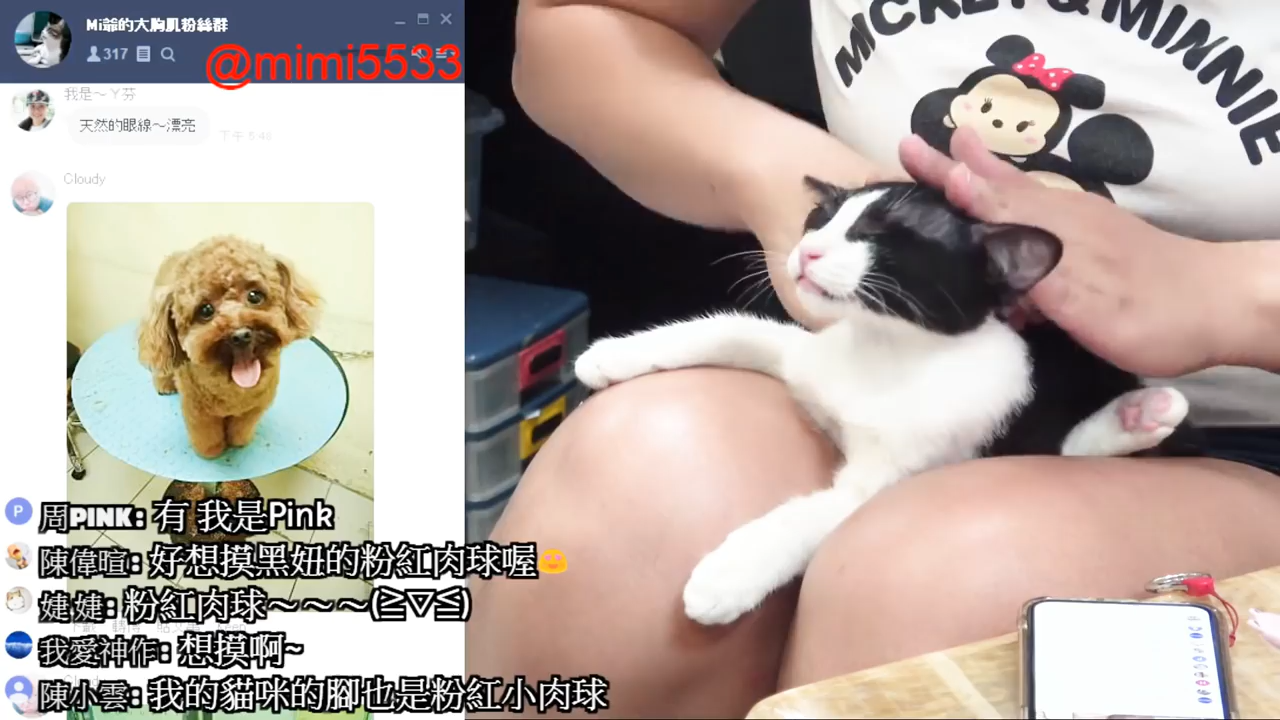 Mi爺的大胸肌粉絲群
317
@mimi5533
我是～ㄚ芬
天然的眼線～漂亮
下午 5:48
Cloudy
MICKEY & MINNIE
P
周PINK: 有 我是Pink
陳偉暄: 好想摸黑妞的粉紅肉球喔
婕婕: 粉紅肉球～～～(≧▽≦)
我愛神作: 想摸啊~
陳小雲: 我的貓咪的腳也是粉紅小肉球